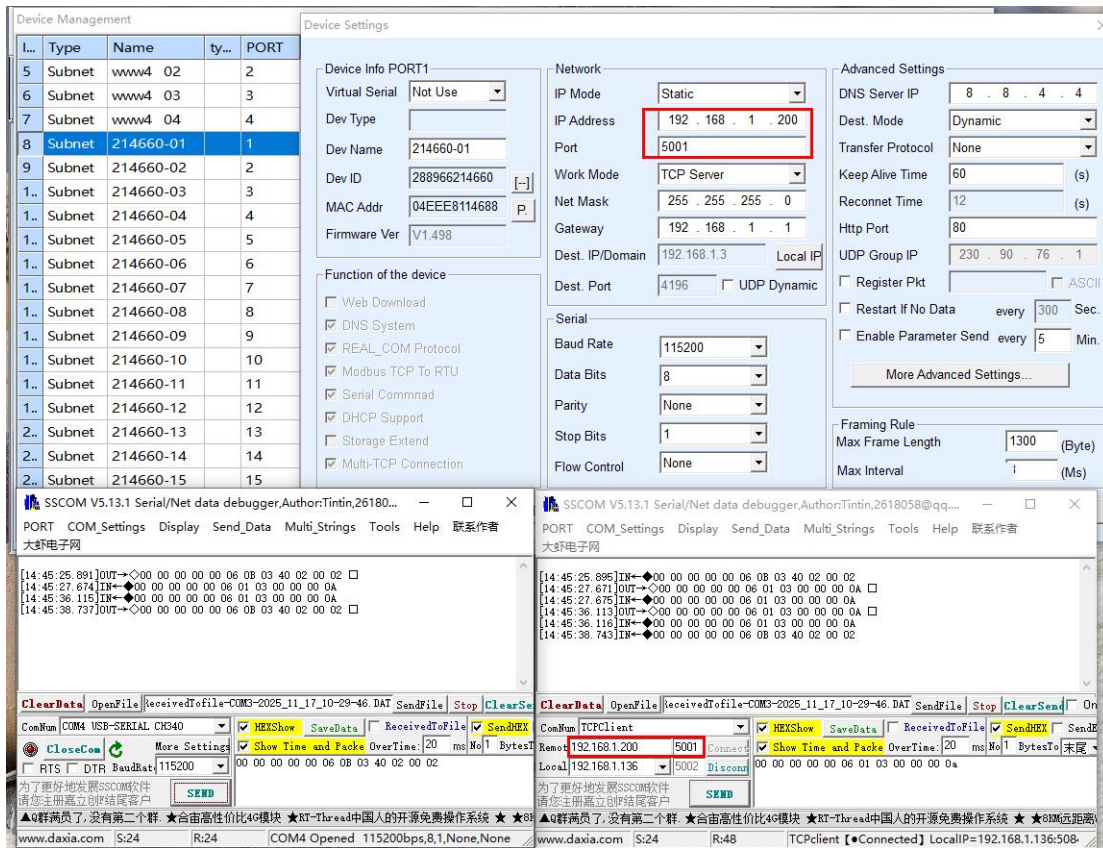 Device Management
Device Settings
I... Type Name ty... PORT
5 Subnet www4 02 2
6 Subnet www4 03 3
7 Subnet www4 04 4
8 Subnet 214660-01 1
9 Subnet 214660-02 2
1.. Subnet 214660-03 3
1.. Subnet 214660-04 4
1.. Subnet 214660-05 5
1.. Subnet 214660-06 6
1.. Subnet 214660-07 7
1.. Subnet 214660-08 8
1.. Subnet 214660-09 9
1.. Subnet 214660-10 10
1.. Subnet 214660-11 11
1.. Subnet 214660-12 12
2.. Subnet 214660-13 13
2.. Subnet 214660-14 14
2.. Subnet 214660-15 15
Device Info PORT1
Virtual Serial Not Use
Dev Type
Dev Name 214660-01
Dev ID 288966214660 [--]
MAC Addr 04EEE8114688 P.
Firmware Ver V1.498
Function of the device
Web Download
DNS System
REAL_COM Protocol
Modbus TCP To RTU
Serial Commnad
DHCP Support
Storage Extend
Multi-TCP Connection
Network
IP Mode Static
IP Address 192 . 168 . 1 . 200
Port 5001
Work Mode TCP Server
Net Mask 255 . 255 . 255 . 0
Gateway 192 . 168 . 1 . 1
Dest. IP/Domain 192.168.1.3 Local IP
Dest. Port 4196 UDP Dynamic
Serial
Baud Rate 115200
Data Bits 8
Parity None
Stop Bits 1
Flow Control None
Advanced Settings
DNS Server IP 8 . 8 . 4 . 4
Dest. Mode Dynamic
Transfer Protocol None
Keep Alive Time 60 (s)
Reconnet Time 12 (s)
Http Port 80
UDP Group IP 230 . 90 . 76 . 1
Register Pkt ASCII
Restart If No Data every 300 Sec.
Enable Parameter Send every 5 Min.
More Advanced Settings...
Framing Rule
Max Frame Length 1300 (Byte)
Max Interval (Ms)
SSCOM V5.13.1 Serial/Net data debugger,Author:Tintin,26180...
PORT COM_Settings Display Send_Data Multi_Strings Tools Help 联系作者
大虾电子网
[14:45:25.891]OUT→◇00 00 00 00 00 06 0B 03 40 02 00 02 □
[14:45:27.674]IN←◆00 00 00 00 00 06 01 03 00 00 00 0A
[14:45:36.115]IN←◆00 00 00 00 00 06 01 03 00 00 00 0A
[14:45:38.737]OUT→◇00 00 00 00 00 06 0B 03 40 02 00 02 □
ClearData OpenFile ReceivedTofile-COM3-2025_11_17_10-29-46.DAT SendFile Stop ClearSe
ComNum COM4 USB-SERIAL CH340 HEXShow SaveData ReceivedToFile SendHEX
CloseCom More Settings Show Time and Packe OverTime: 20 ms No 1 BytesT
RTS DTR BaudRat: 115200 00 00 00 00 00 06 0B 03 40 02 00 02
为了更好地发展SSCOM软件
请您注册嘉立创F结尾客户 SEND
▲Q群满员了,没有第二个群. ★合宙高性价比4G模块 ★RT-Thread中国人的开源免费操作系统 ★ ★8M
www.daxia.com S:24 R:24 COM4 Opened 115200bps,8,1,None,None
SSCOM V5.13.1 Serial/Net data debugger,Author:Tintin,2618058@qq....
PORT COM_Settings Display Send_Data Multi_Strings Tools Help 联系作者
大虾电子网
[14:45:25.895]IN←◆00 00 00 00 00 06 0B 03 40 02 00 02
[14:45:27.671]OUT→◇00 00 00 00 00 06 01 03 00 00 00 0A □
[14:45:27.675]IN←◆00 00 00 00 00 06 01 03 00 00 00 0A
[14:45:36.113]OUT→◇00 00 00 00 00 06 01 03 00 00 00 0A □
[14:45:36.116]IN←◆00 00 00 00 00 06 01 03 00 00 00 0A
[14:45:38.743]IN←◆00 00 00 00 00 06 0B 03 40 02 00 02
ClearData OpenFile ReceivedTofile-COM3-2025_11_17_10-29-46.DAT SendFile Stop ClearSend On
ComNum TCPClient HEXShow SaveData ReceivedToFile SendHEX SendE
Remot 192.168.1.200 5001 Connect Show Time and Packe OverTime: 20 ms No 1 BytesTo 末尾
Local 192.168.1.136 5002 Disconn 00 00 00 00 00 06 01 03 00 00 00 0a
为了更好地发展SSCOM软件
请您注册嘉立创F结尾客户 SEND
▲Q群满员了,没有第二个群. ★合宙高性价比4G模块 ★RT-Thread中国人的开源免费操作系统 ★ ★8KM远距离W
www.daxia.com S:24 R:48 TCPclient 【●Connected】 LocalIP=192.168.1.136:508